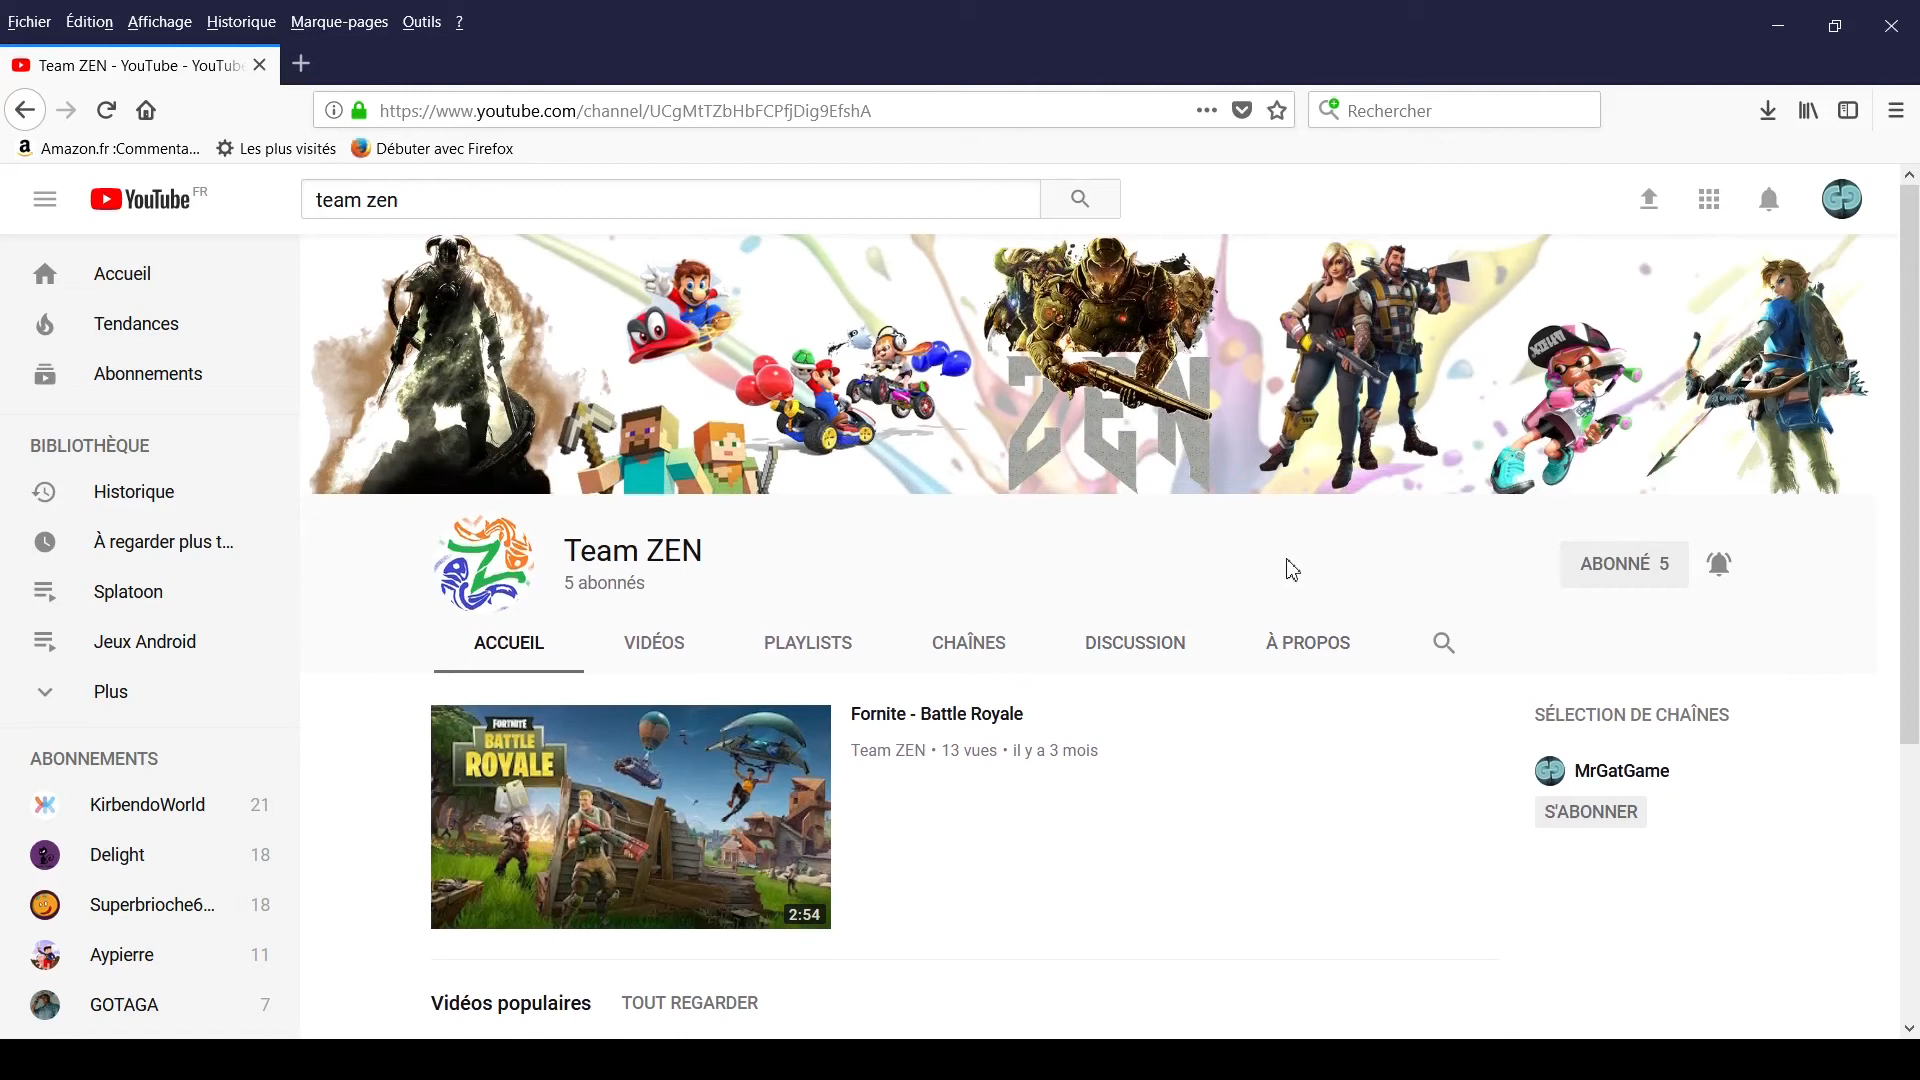 Fichier Édition Affichage Historique Marque-pages Outils ?
Team ZEN - YouTube - YouTube
https://www.youtube.com/channel/UCgMtTZbHbFCPfjDig9EfshA
Rechercher
Amazon.fr :Commenta... Les plus visités Débuter avec Firefox
YouTube FR
team zen
Accueil
Tendances
Abonnements
BIBLIOTHÈQUE
Historique
À regarder plus t...
Splatoon
Jeux Android
Plus
ABONNEMENTS
KirbendoWorld 21
Delight 18
Superbrioche6... 18
Aypierre 11
GOTAGA 7
ZEN
Team ZEN
5 abonnés
ABONNÉ 5
ACCUEIL VIDÉOS PLAYLISTS CHAÎNES DISCUSSION À PROPOS
FORTNITE
BATTLE
ROYALE
2:54
Fornite - Battle Royale
Team ZEN • 13 vues • il y a 3 mois
SÉLECTION DE CHAÎNES
MrGatGame
S'ABONNER
Vidéos populaires TOUT REGARDER